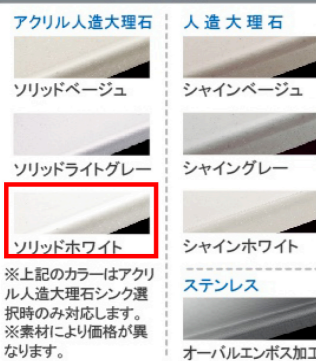 アクリル人造大理石
ソリッドベージュ
ソリッドライトグレー
ソリッドホワイト
※上記のカラーはアクリ
ル人造大理石シンク選
択時のみ対応します。
※素材により価格が異
なります。
人造大理石
シャインベージュ
シャイングレー
シャインホワイト
ステンレス
オーバルエンボス加工